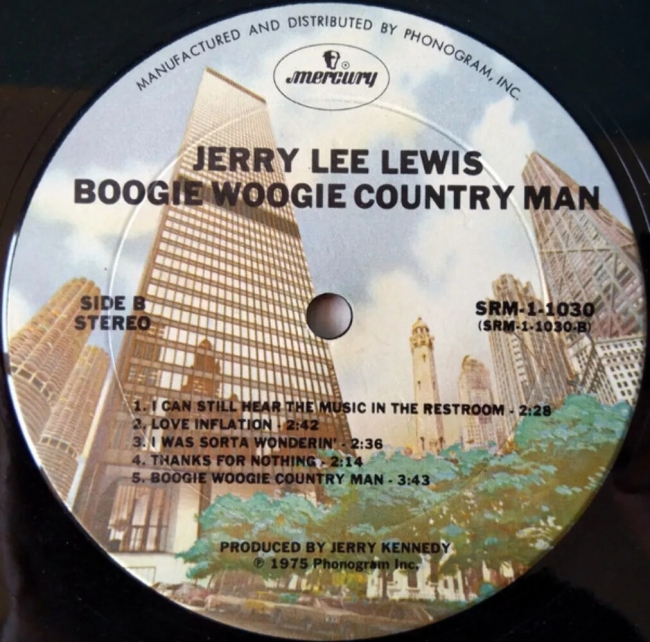 MANUFACTURED AND DISTRIBUTED BY PHONOGRAM, INC.
mercury ®
JERRY LEE LEWIS
BOOGIE WOOGIE COUNTRY MAN
SIDE B
STEREO
SRM-1-1030
(SRM-1-1030-B)
1. I CAN STILL HEAR THE MUSIC IN THE RESTROOM - 2:28
2. LOVE INFLATION - 2:42
3. I WAS SORTA WONDERIN' - 2:36
4. THANKS FOR NOTHING - 2:14
5. BOOGIE WOOGIE COUNTRY MAN - 3:43
PRODUCED BY JERRY KENNEDY
℗ 1975 Phonogram Inc.